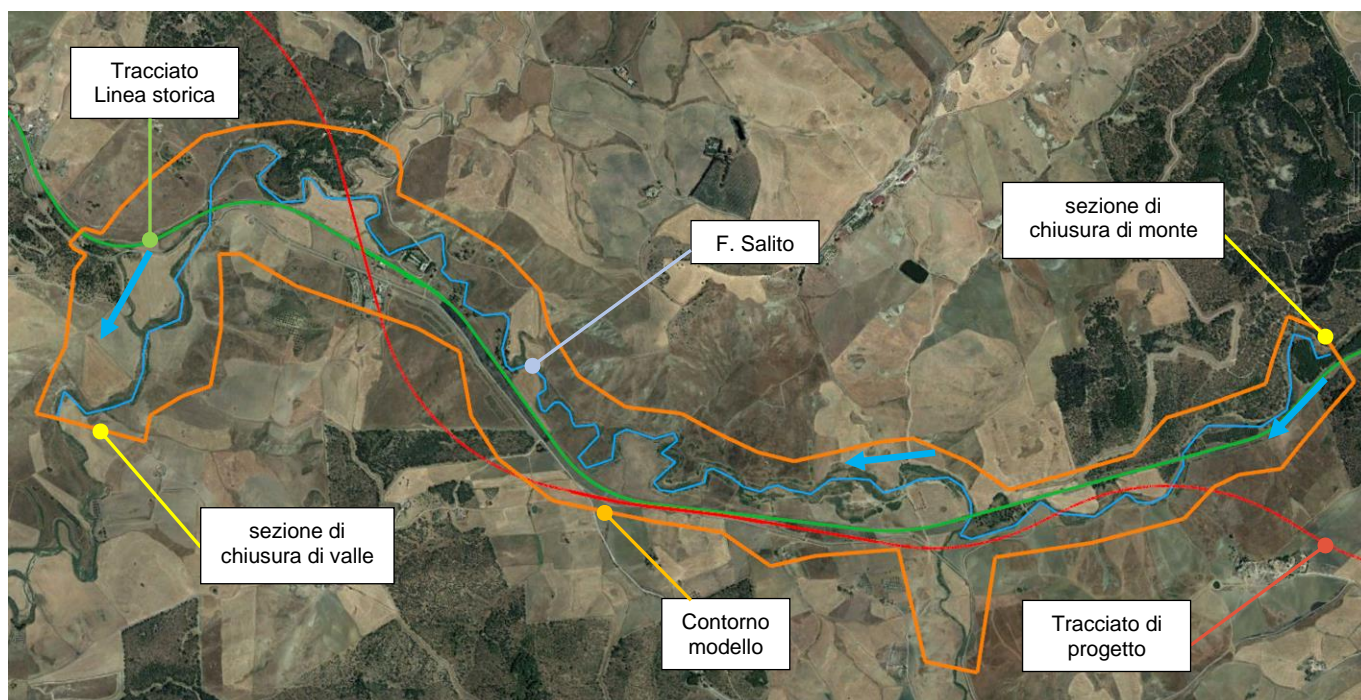 Tracciato
Linea storica
sezione di
chiusura di monte
F. Salito
sezione di
chiusura di valle
Contorno
modello
Tracciato di
progetto